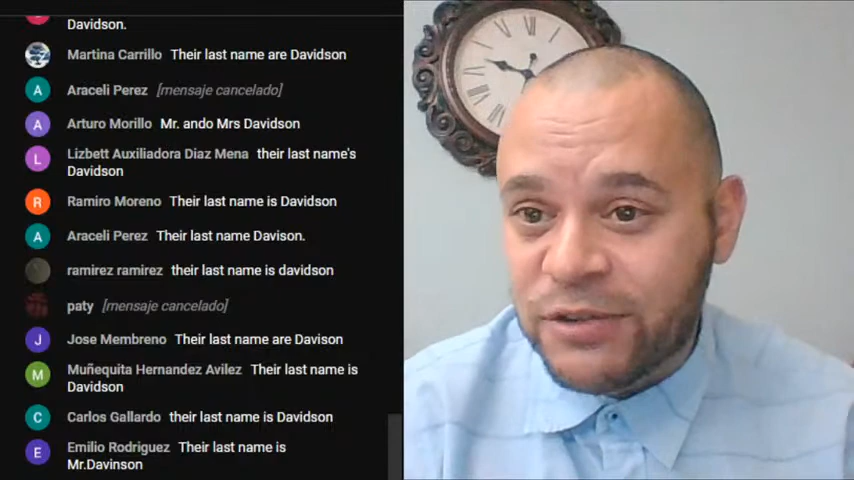 Davidson.
Martina Carrillo Their last name are Davidson
A Araceli Perez [mensaje cancelado]
A Arturo Morillo Mr. ando Mrs Davidson
L Lizbett Auxiliadora Diaz Mena their last name's
Davidson
R Ramiro Moreno Their last name is Davidson
A Araceli Perez Their last name Davison.
ramirez ramirez their last name is davidson
paty [mensaje cancelado]
J Jose Membreno Their last name are Davison
M Muñequita Hernandez Avilez Their last name is
Davidson
C Carlos Gallardo their last name is Davidson
E Emilio Rodriguez Their last name is
Mr.Davinson